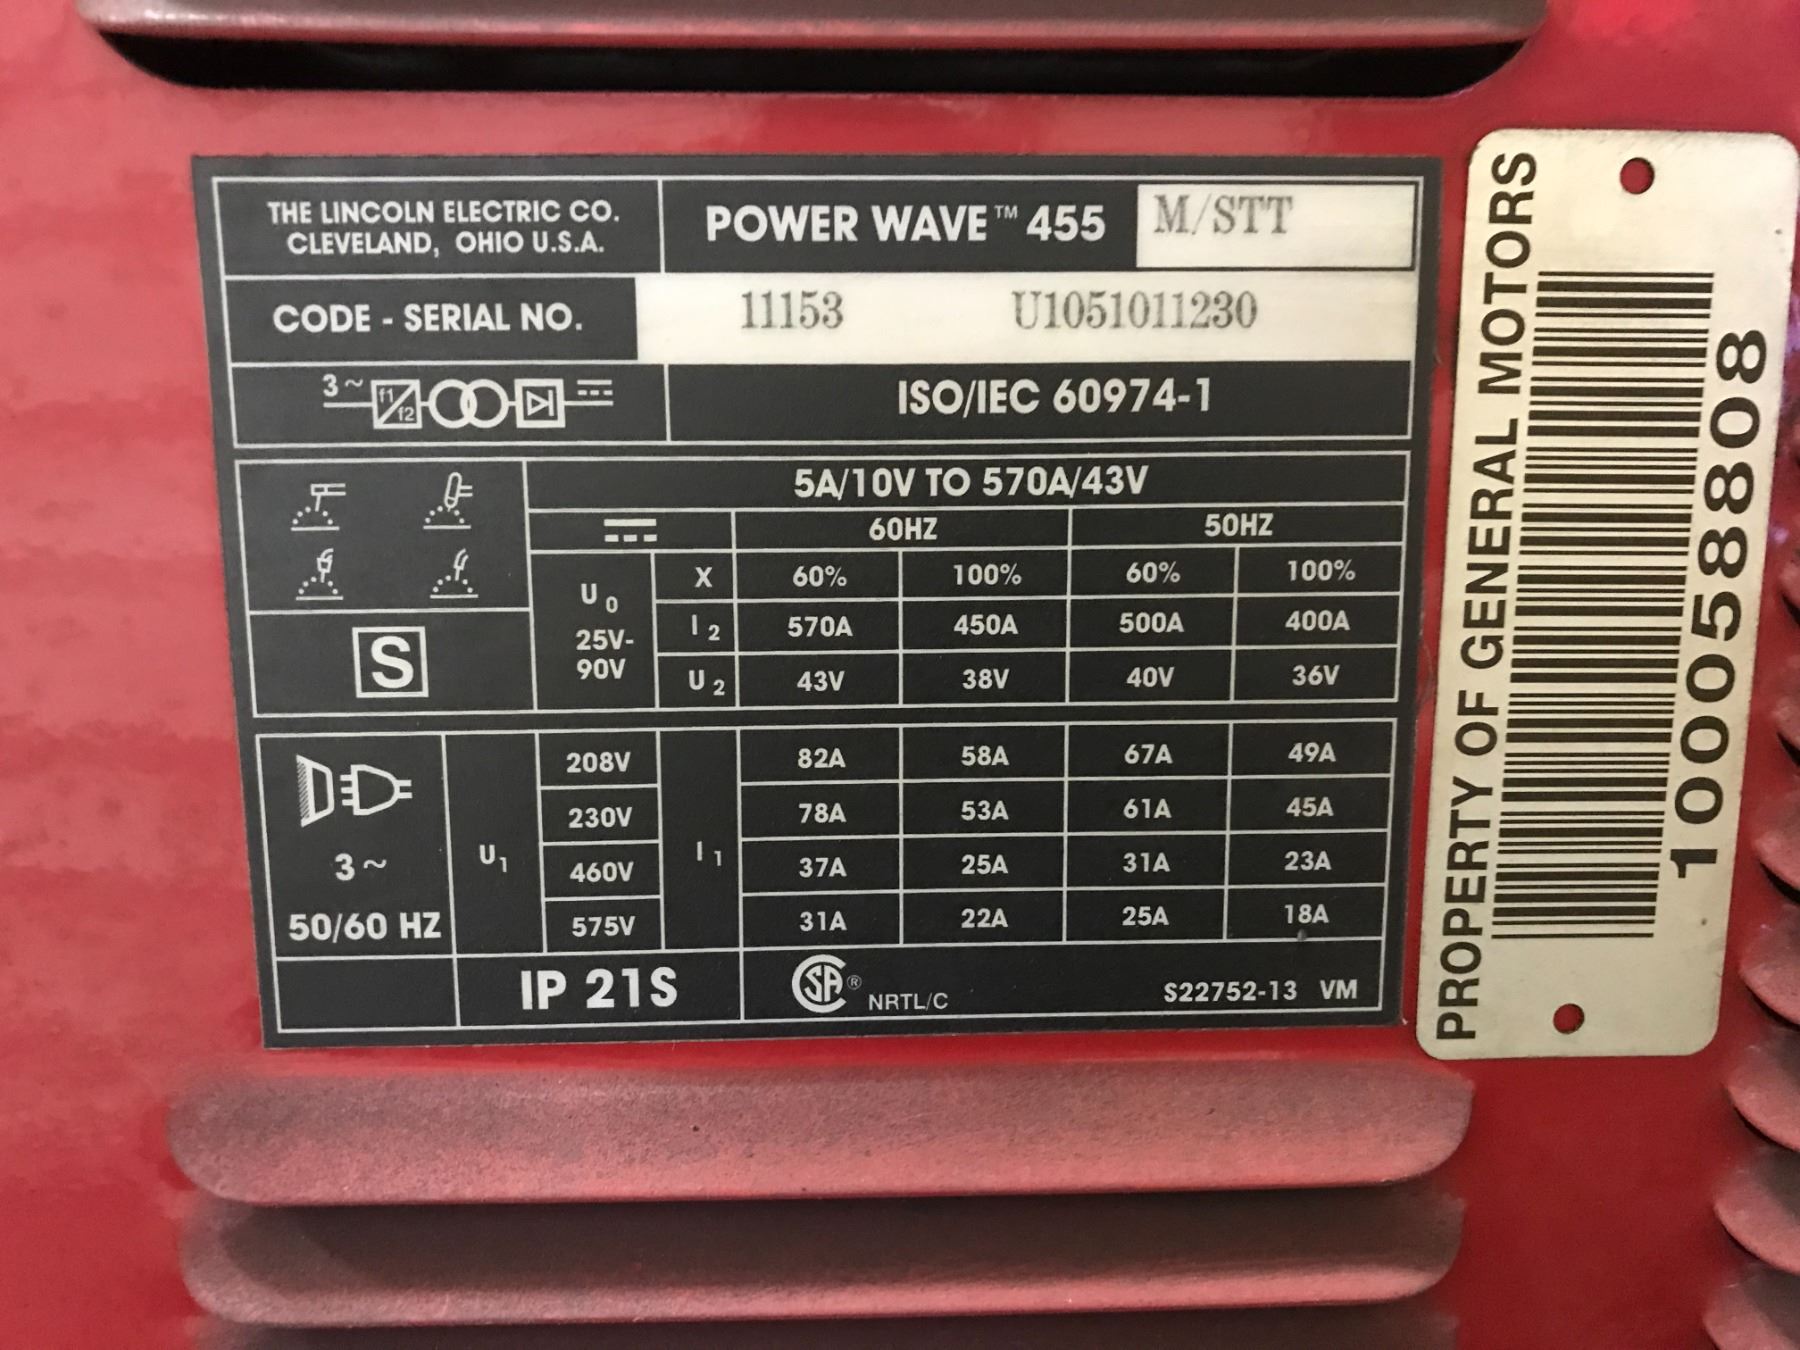 THE LINCOLN ELECTRIC CO.
CLEVELAND, OHIO U.S.A.
POWER WAVE™ 455 M/STT
CODE - SERIAL NO. 11153 U1051011230
3~ f1 f2
ISO/IEC 60974-1
5A/10V TO 570A/43V
60HZ 50HZ
U0 25V-90V
X 60% 100% 60% 100%
I2 570A 450A 500A 400A
U2 43V 38V 40V 36V
S
3~
50/60 HZ
U1 I1
208V 82A 58A 67A 49A
230V 78A 53A 61A 45A
460V 37A 25A 31A 23A
575V 31A 22A 25A 18A
IP 21S
CSA® NRTL/C S22752-13 VM
PROPERTY OF GENERAL MOTORS
100058808